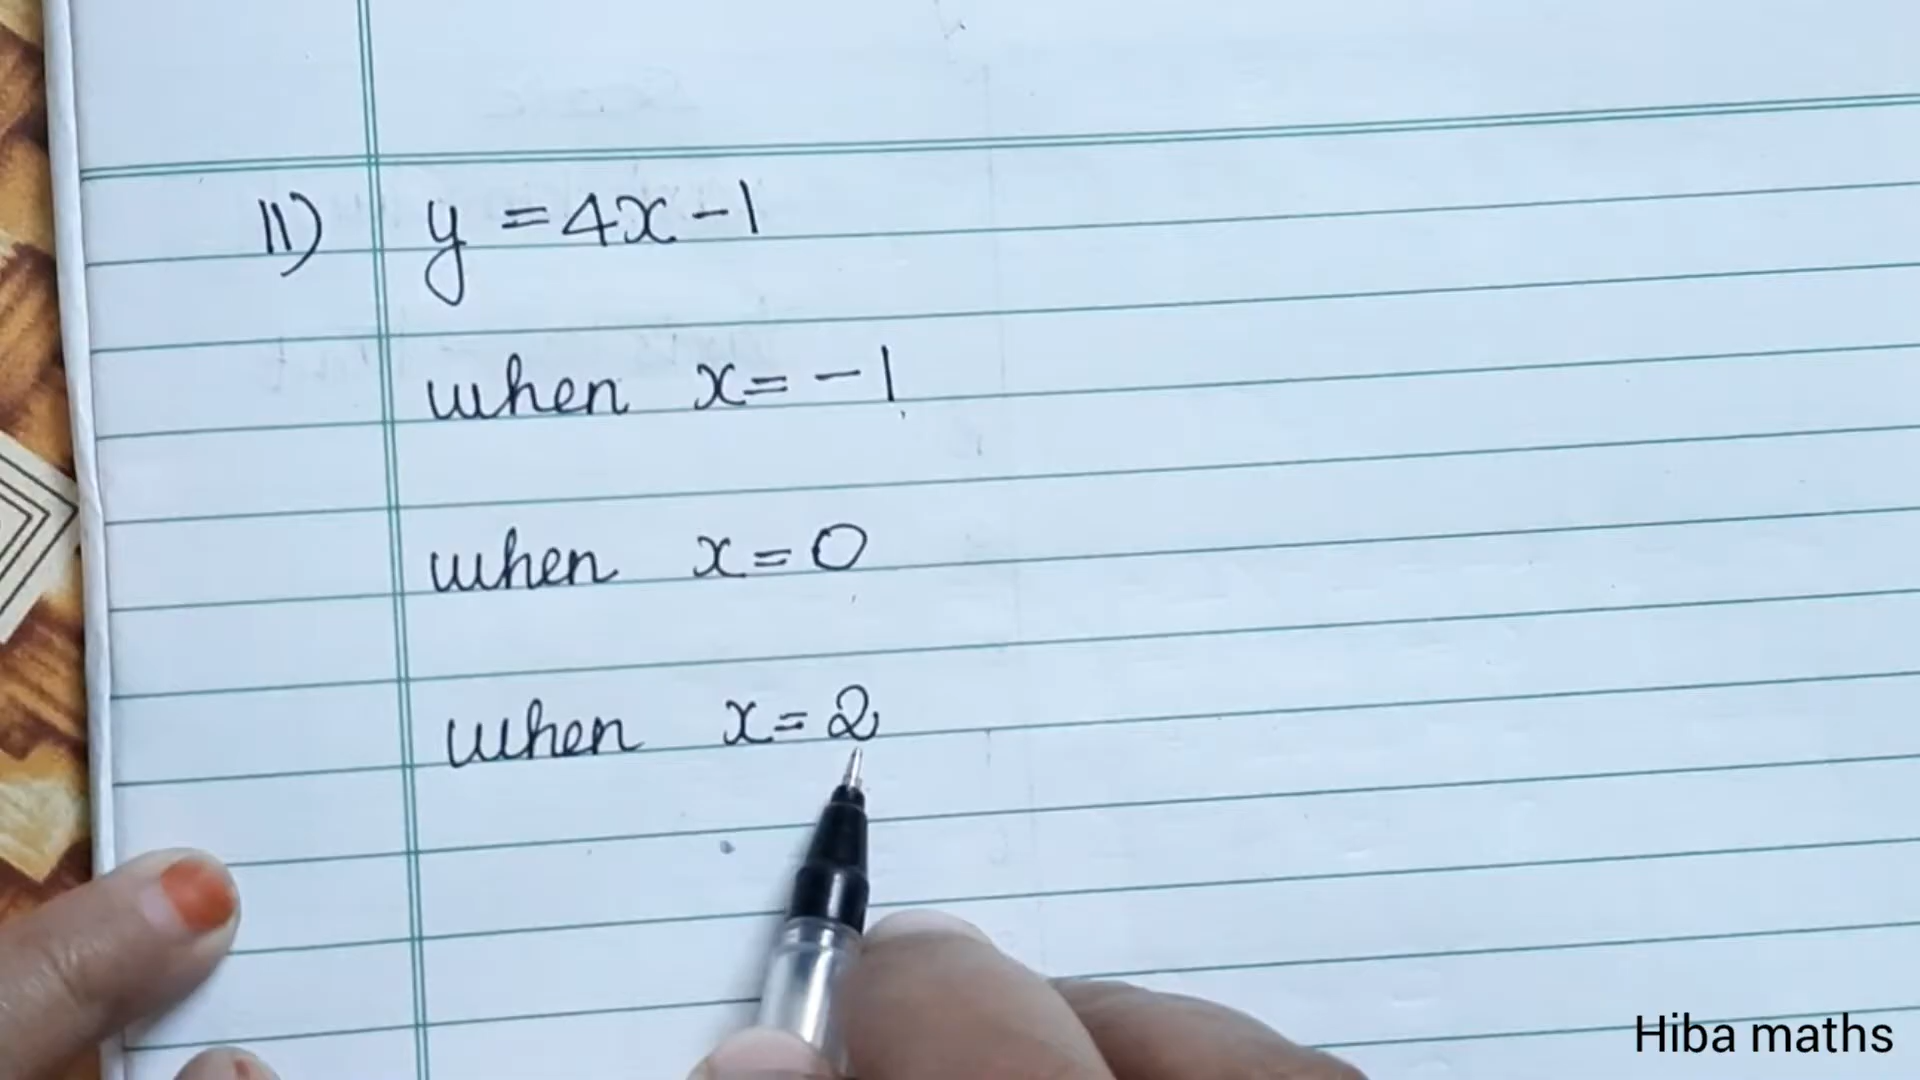 11) y = 4x - 1
when x = -1
when x = 0
when x = 2
Hiba maths